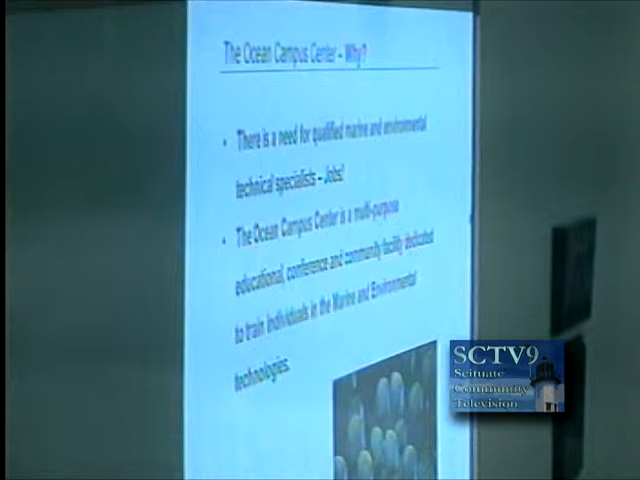 The Ocean Campus Center – Why?
• There is a need for qualified marine and environmental
technical specialists – Jobs!
• The Ocean Campus Center is a multi-purpose
educational, conference and community facility dedicated
to train individuals in the Marine and Environmental
technologies.
SCTV9
Scituate
Community
Television